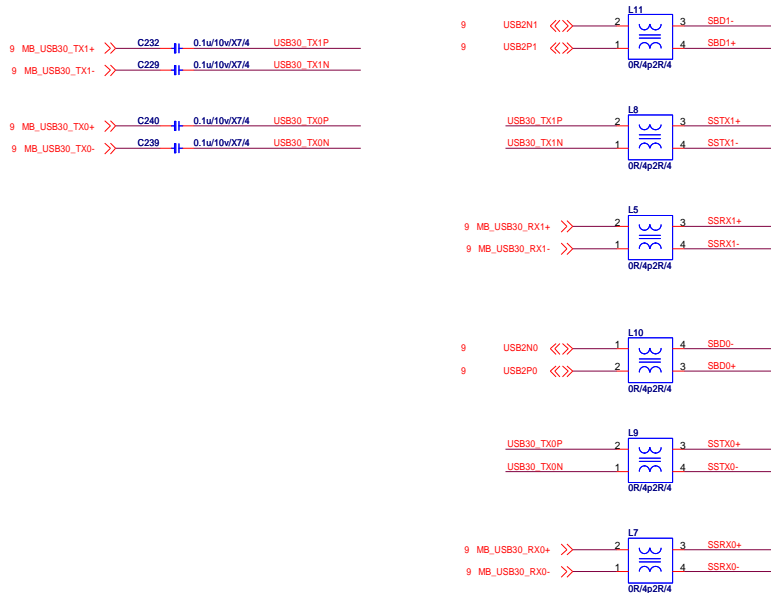 9 MB_USB30_TX1+ C232 0.1u/10v/X7/4 USB30_TX1P
9 MB_USB30_TX1- C229 0.1u/10v/X7/4 USB30_TX1N
9 MB_USB30_TX0+ C240 0.1u/10v/X7/4 USB30_TX0P
9 MB_USB30_TX0- C239 0.1u/10v/X7/4 USB30_TX0N
L11
9 USB2N1 2 3 SBD1-
9 USB2P1 1 4 SBD1+
0R/4p2R/4
L8
USB30_TX1P 2 3 SSTX1+
USB30_TX1N 1 4 SSTX1-
0R/4p2R/4
L5
9 MB_USB30_RX1+ 2 3 SSRX1+
9 MB_USB30_RX1- 1 4 SSRX1-
0R/4p2R/4
L10
9 USB2N0 1 4 SBD0-
9 USB2P0 2 3 SBD0+
0R/4p2R/4
L9
USB30_TX0P 2 3 SSTX0+
USB30_TX0N 1 4 SSTX0-
0R/4p2R/4
L7
9 MB_USB30_RX0+ 2 3 SSRX0+
9 MB_USB30_RX0- 1 4 SSRX0-
0R/4p2R/4